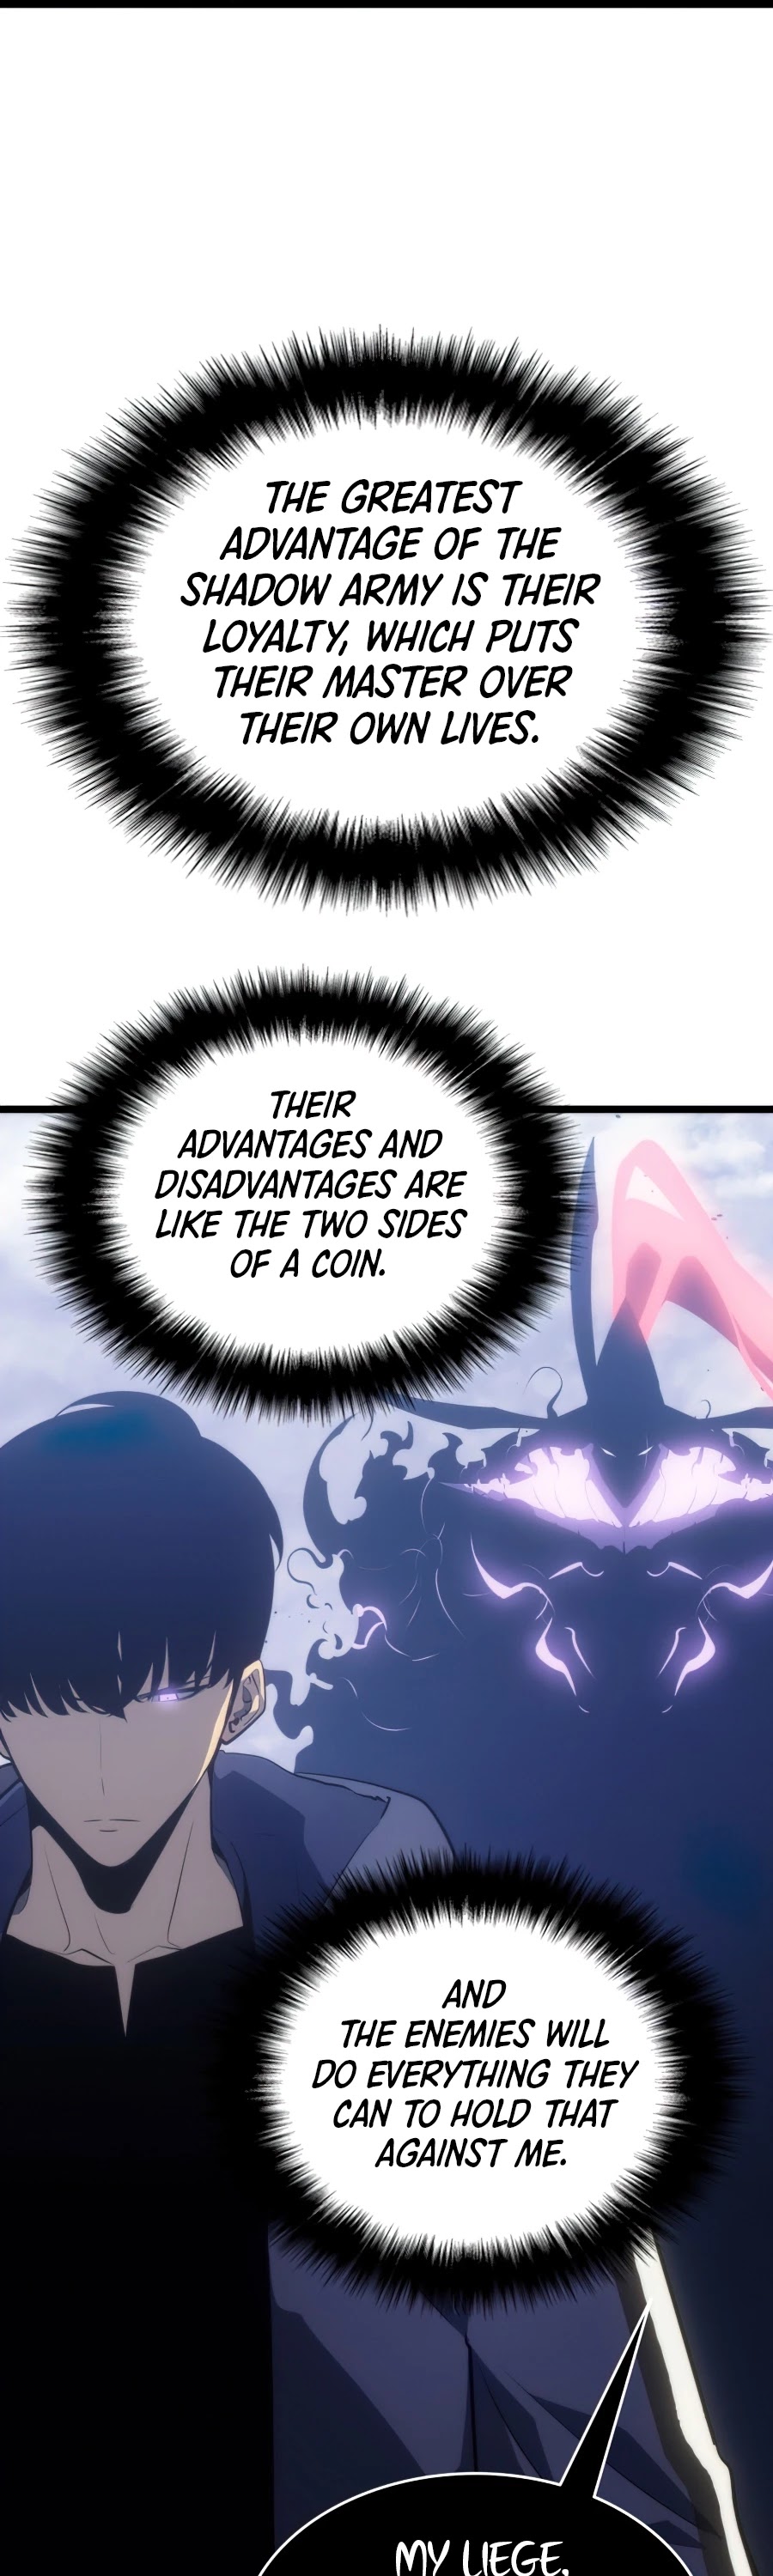 THE GREATEST
ADVANTAGE OF THE
SHADOW ARMY IS THEIR
LOYALTY, WHICH PUTS
THEIR MASTER OVER
THEIR OWN LIVES.
THEIR
ADVANTAGES AND
DISADVANTAGES ARE
LIKE THE TWO SIDES
OF A COIN.
AND
THE ENEMIES WILL
DO EVERYTHING THEY
CAN TO HOLD THAT
AGAINST ME.
MY LIEGE,